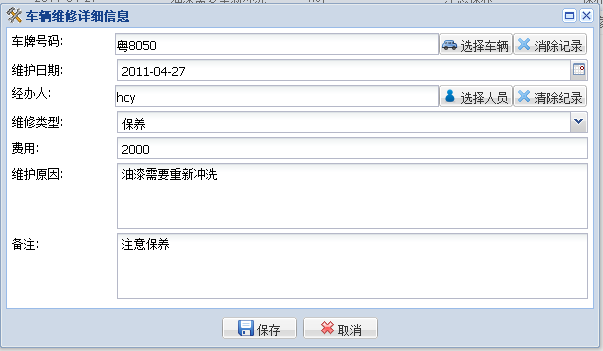 车辆维修详细信息
车牌号码: 粤8050 选择车辆 消除记录
维护日期: 2011-04-27
经办人: hcy 选择人员 清除纪录
维修类型: 保养
费用: 2000
维护原因: 油漆需要重新冲洗
备注: 注意保养
保存 取消